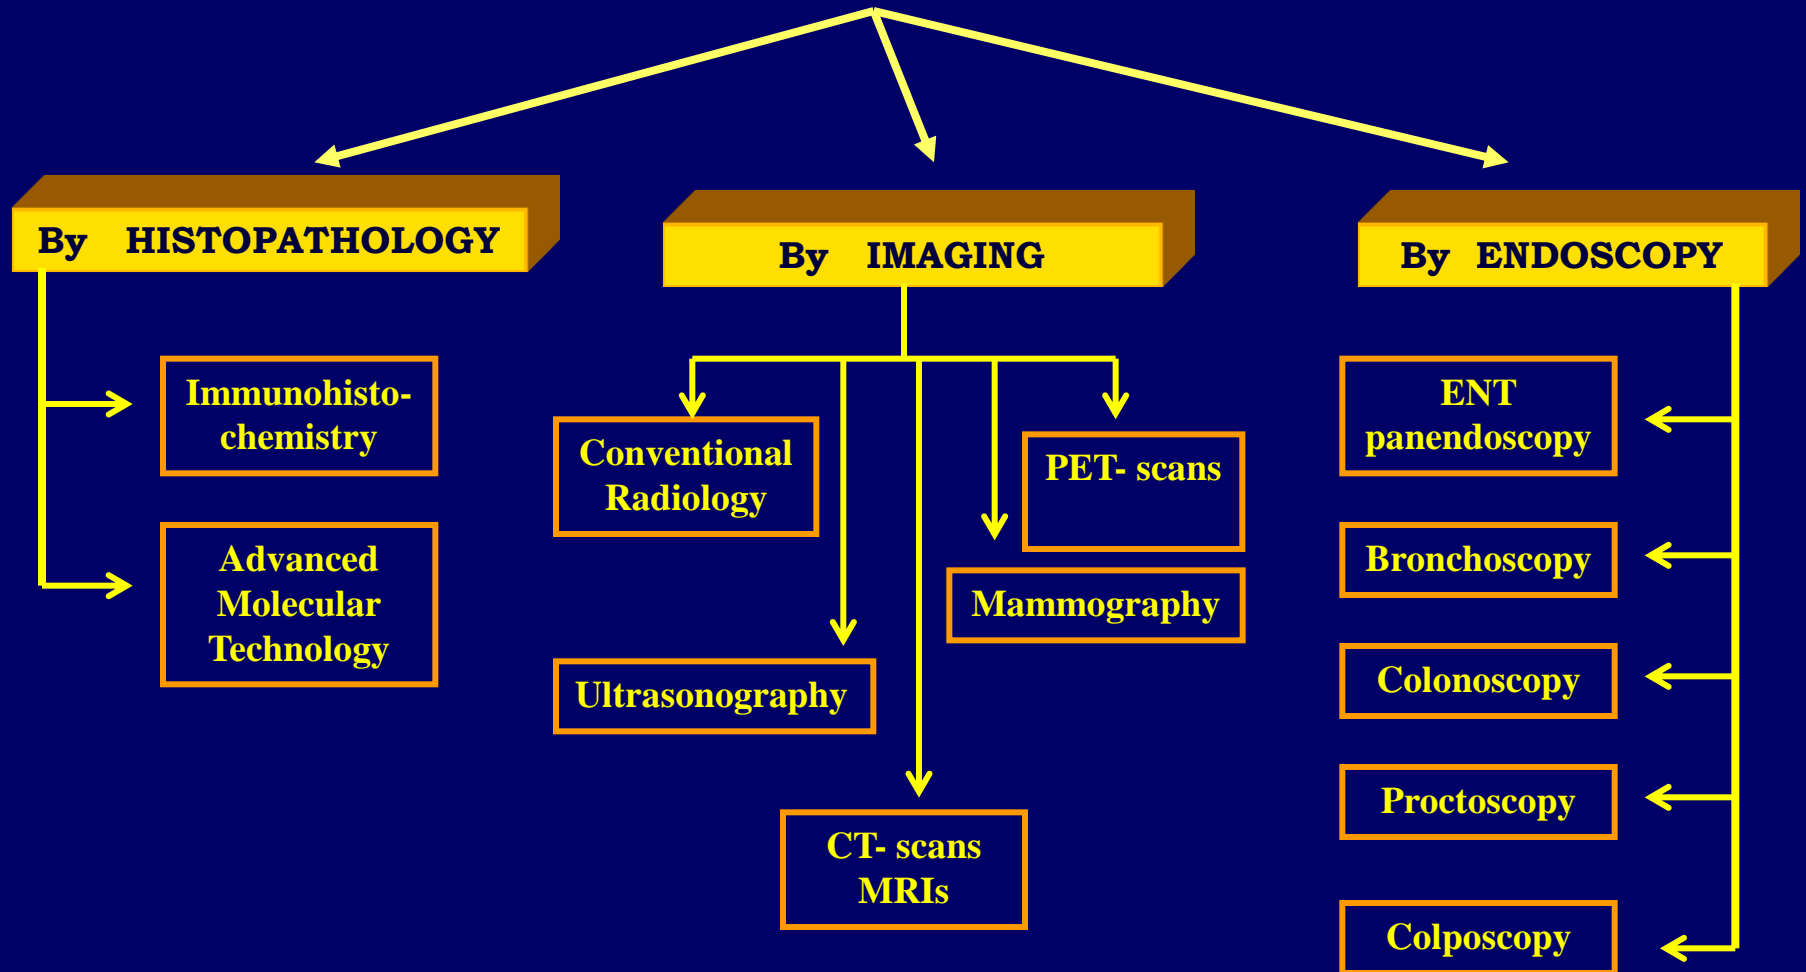 By HISTOPATHOLOGY
Immunohisto-
chemistry
Advanced
Molecular
Technology
By IMAGING
Conventional
Radiology
Ultrasonography
CT- scans
MRIs
Mammography
PET- scans
By ENDOSCOPY
ENT
panendoscopy
Bronchoscopy
Colonoscopy
Proctoscopy
Colposcopy